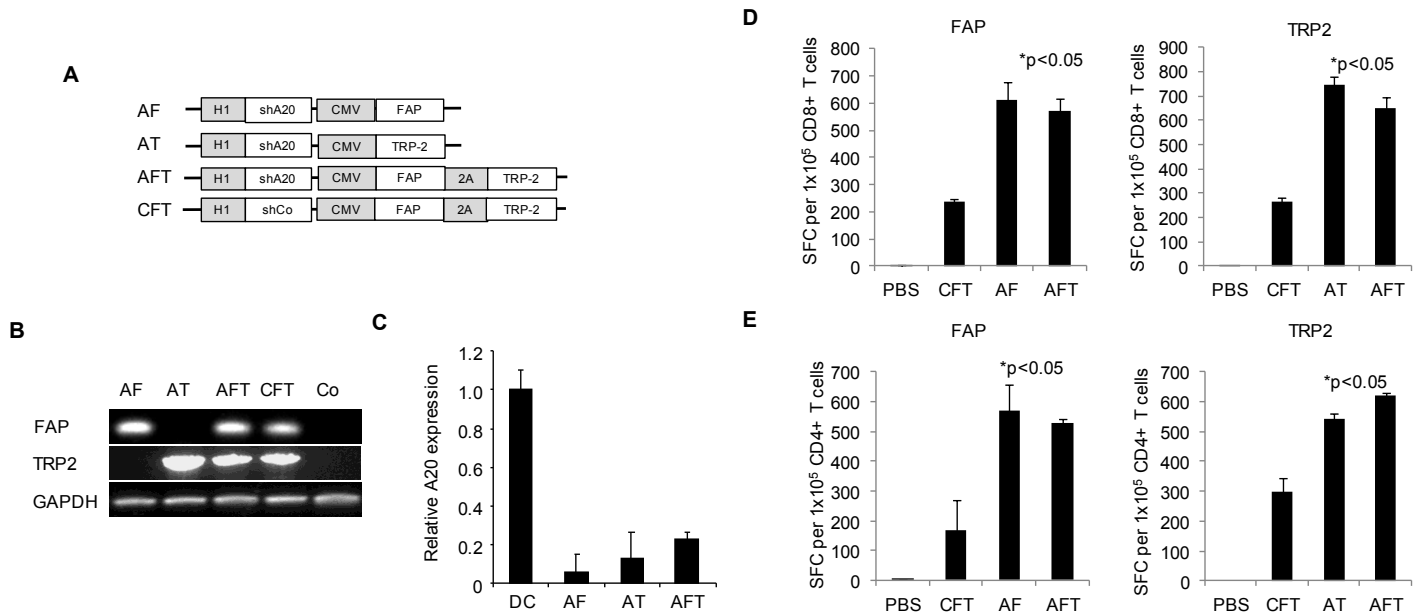 A
AF H1 shA20 CMV FAP
AT H1 shA20 CMV TRP-2
AFT H1 shA20 CMV FAP 2A TRP-2
CFT H1 shCo CMV FAP 2A TRP-2
B
AF AT AFT CFT Co
FAP
TRP2
GAPDH
C
Relative A20 expression
1.2
1.0
0.8
0.6
0.4
0.2
0
DC AF AT AFT
D
FAP
SFC per 1x10⁵ CD8+ T cells
800
700
600
500
400
300
200
100
0
*p<0.05
PBS CFT AF AFT
TRP2
SFC per 1x10⁵ CD8+ T cells
900
800
700
600
500
400
300
200
100
0
*p<0.05
PBS CFT AT AFT
E
FAP
SFC per 1x10⁵ CD4+ T cells
700
600
500
400
300
200
100
0
*p<0.05
PBS CFT AF AFT
TRP2
SFC per 1x10⁵ CD4+ T cells
700
600
500
400
300
200
100
0
*p<0.05
PBS CFT AT AFT